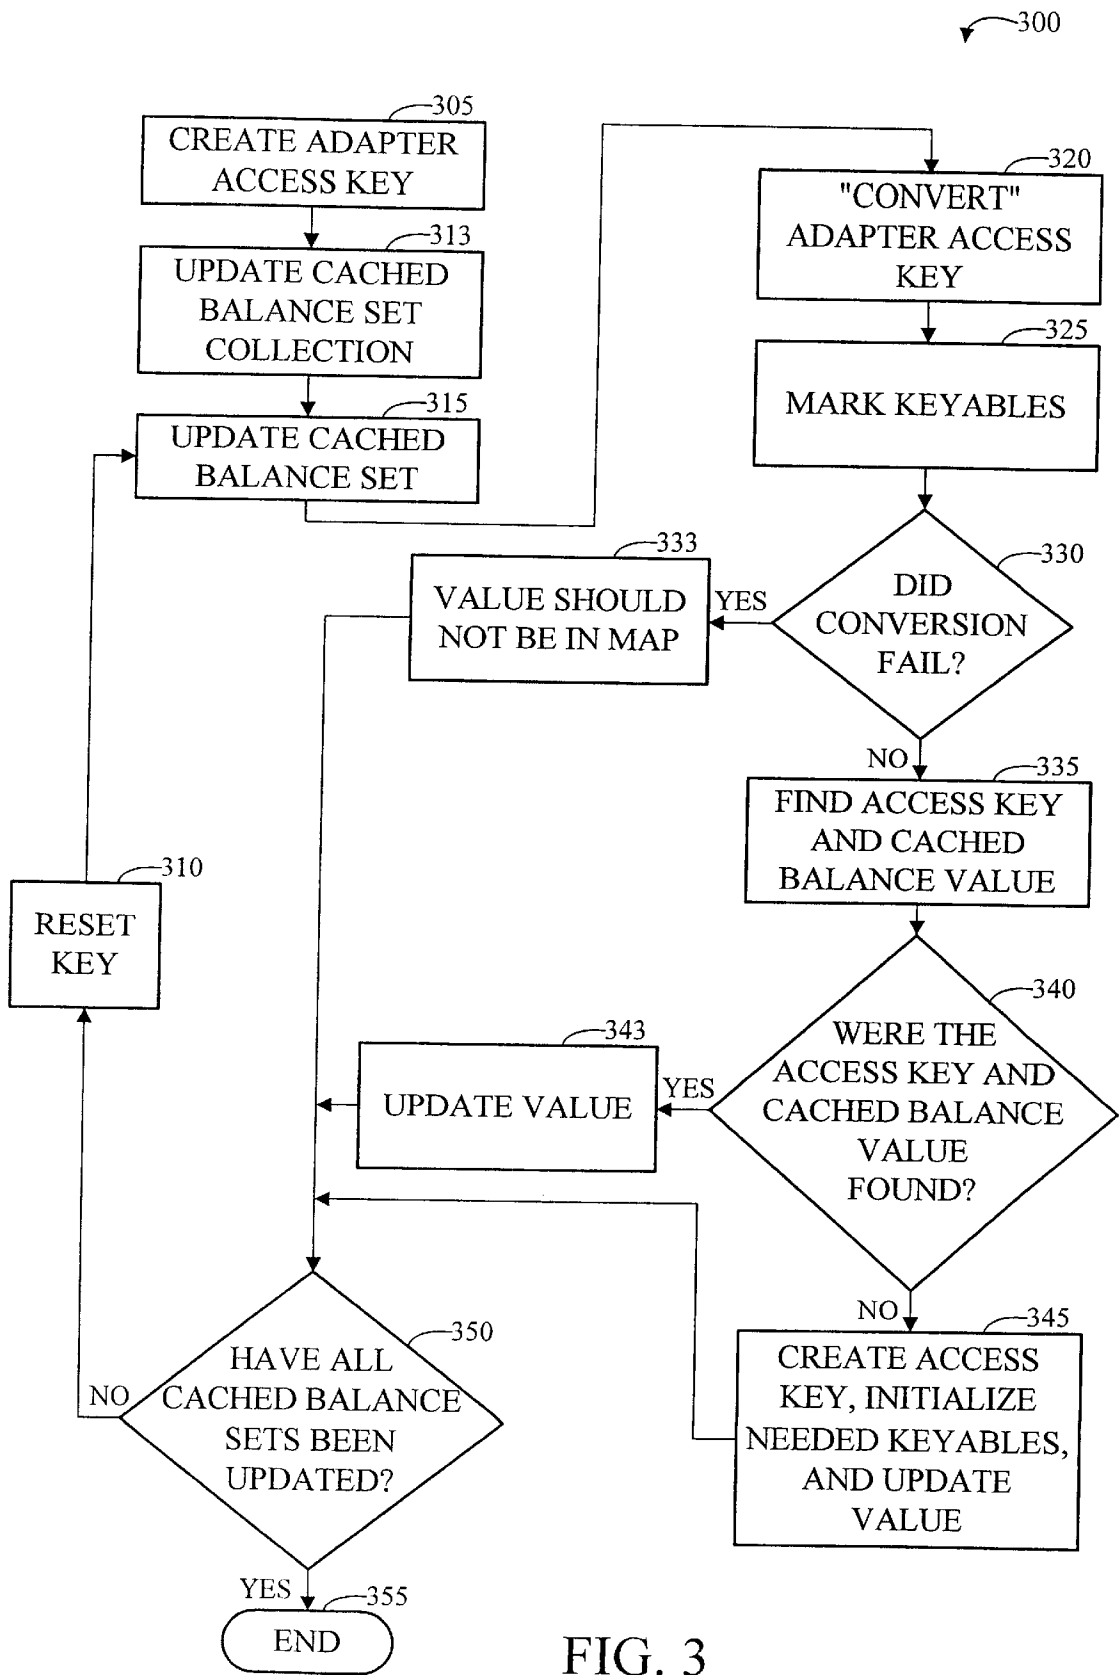 300
305
CREATE ADAPTER
ACCESS KEY
313
UPDATE CACHED
BALANCE SET
COLLECTION
315
UPDATE CACHED
BALANCE SET
320
"CONVERT"
ADAPTER ACCESS
KEY
325
MARK KEYABLES
330
DID
CONVERSION
FAIL?
YES
333
VALUE SHOULD
NOT BE IN MAP
NO
335
FIND ACCESS KEY
AND CACHED
BALANCE VALUE
310
RESET
KEY
340
WERE THE
ACCESS KEY AND
CACHED BALANCE
VALUE
FOUND?
YES
343
UPDATE VALUE
NO
345
CREATE ACCESS
KEY, INITIALIZE
NEEDED KEYABLES,
AND UPDATE
VALUE
350
HAVE ALL
CACHED BALANCE
SETS BEEN
UPDATED?
NO
YES
355
END
FIG. 3